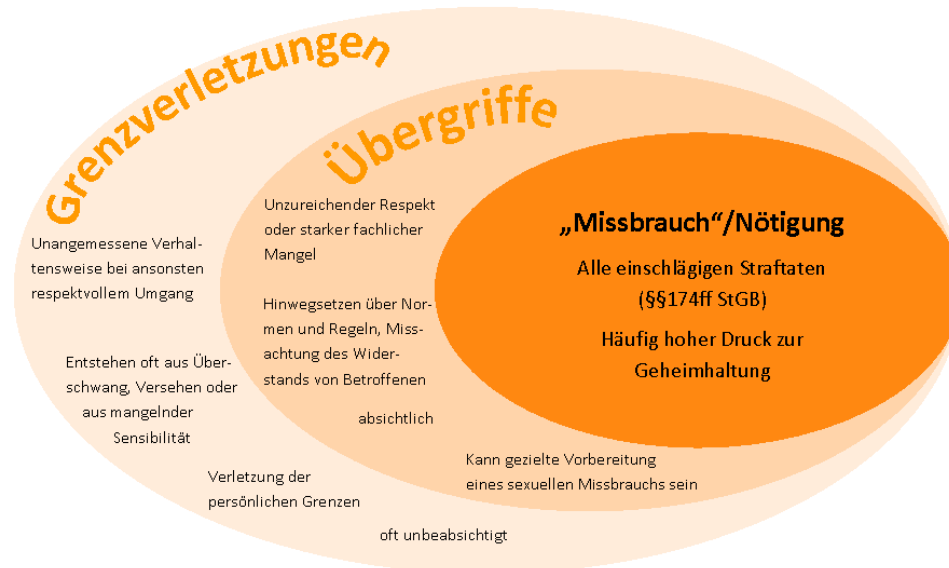 Grenzverletzungen
Unangemessene Verhal-
tensweise bei ansonsten
respektvollem Umgang
Entstehen oft aus Über-
schwang, Versehen oder
aus mangelnder
Sensibilität
Verletzung der
persönlichen Grenzen
oft unbeabsichtigt
Übergriffe
Unzureichender Respekt
oder starker fachlicher
Mangel
Hinwegsetzen über Nor-
men und Regeln, Miss-
achtung des Wider-
stands von Betroffenen
absichtlich
Kann gezielte Vorbereitung
eines sexuellen Missbrauchs sein
„Missbrauch“/Nötigung
Alle einschlägigen Straftaten
(§§174ff StGB)
Häufig hoher Druck zur
Geheimhaltung